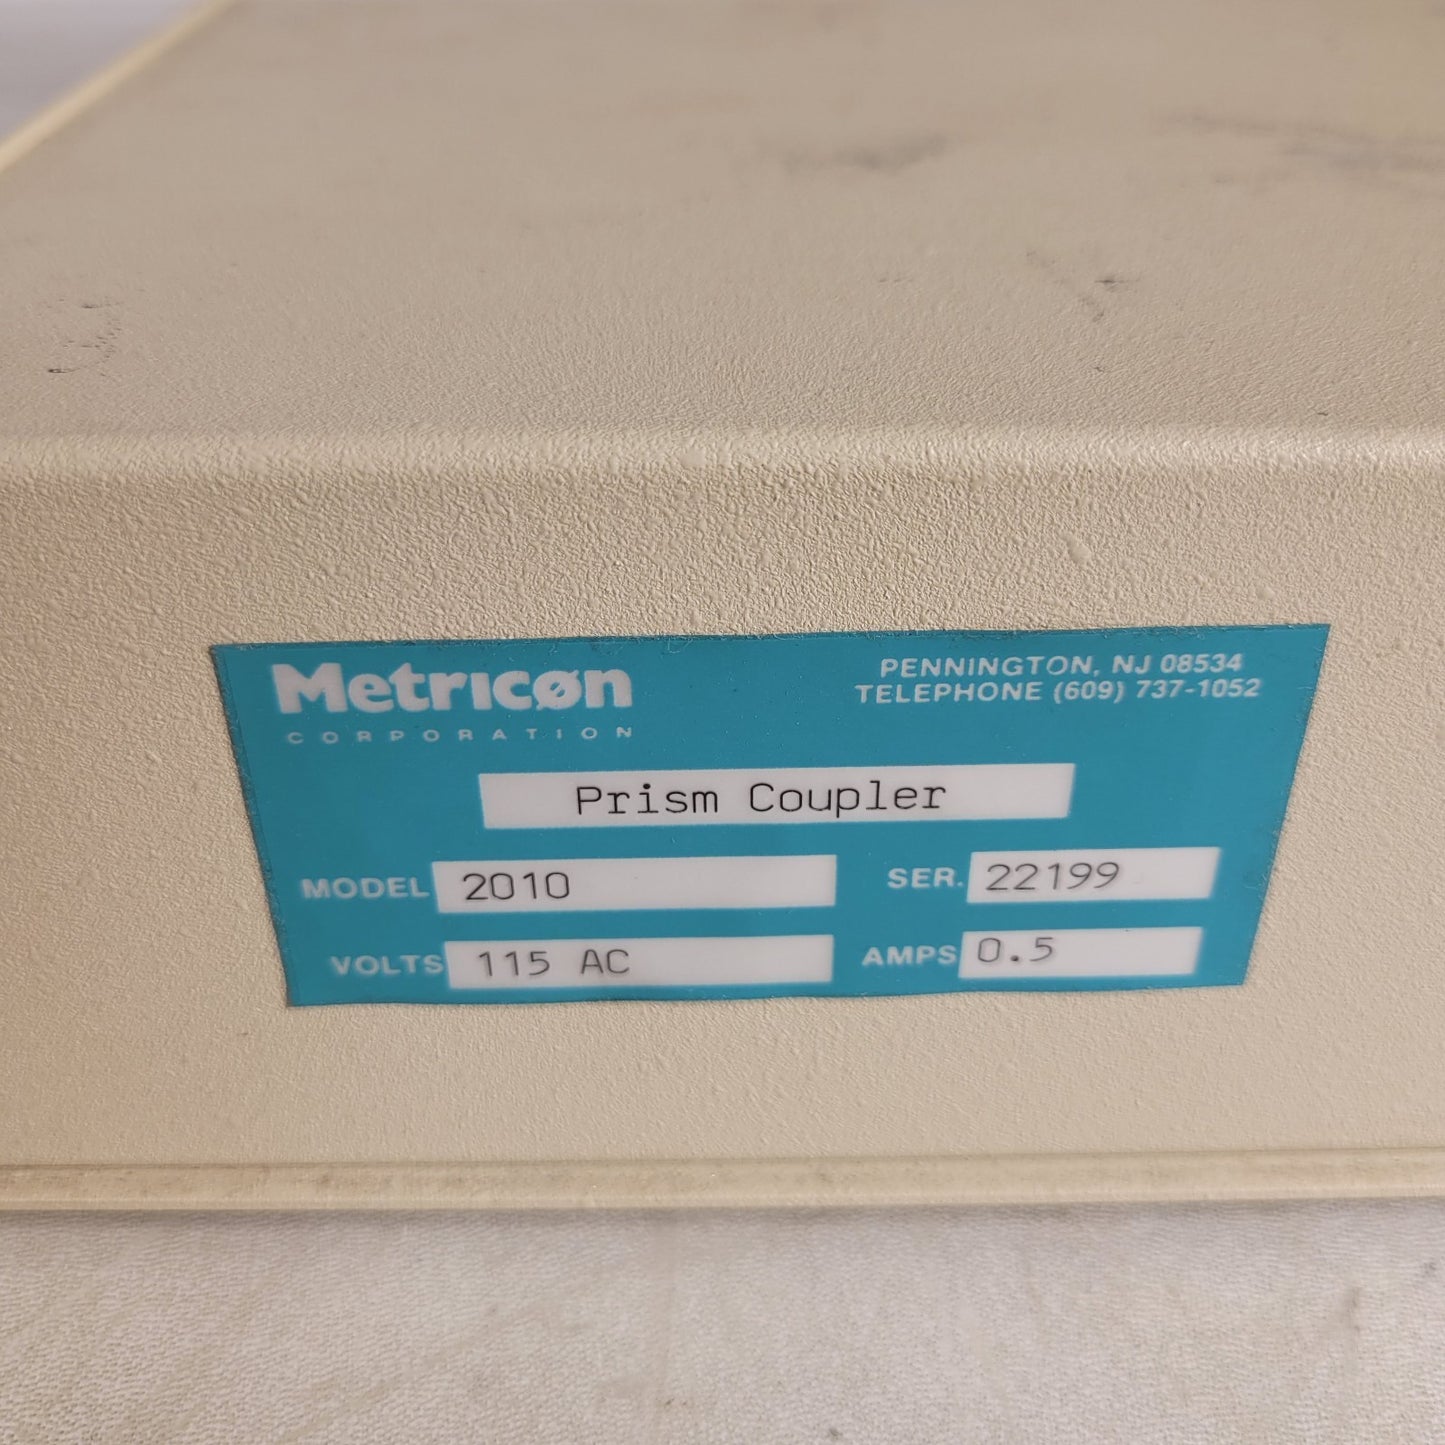 Metricøn
CORPORATION
PENNINGTON, NJ 08534
TELEPHONE (609) 737-1052
Prism Coupler
MODEL 2010
SER. 22199
VOLTS 115 AC
AMPS 0.5